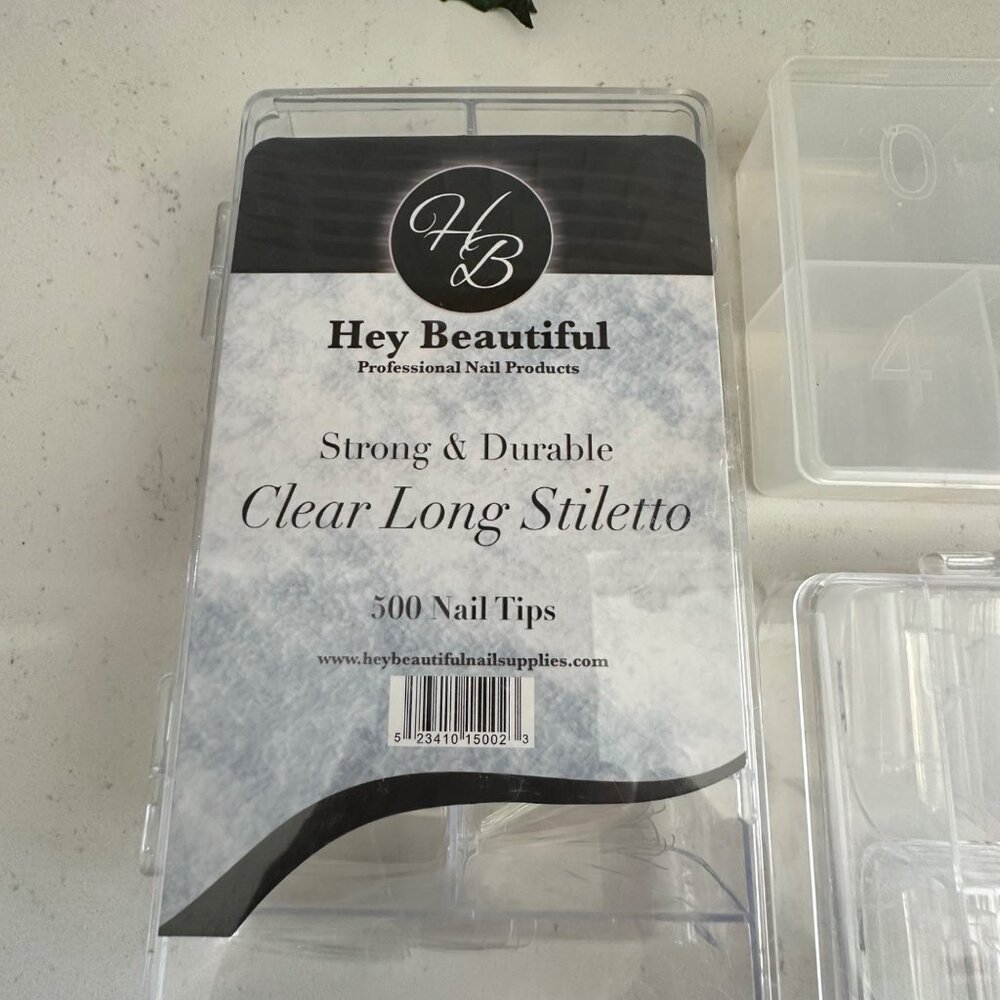 HB
Hey Beautiful
Professional Nail Products
Strong & Durable
Clear Long Stiletto
500 Nail Tips
www.heybeautifulnailsupplies.com
5 23410 15002 3
0
4